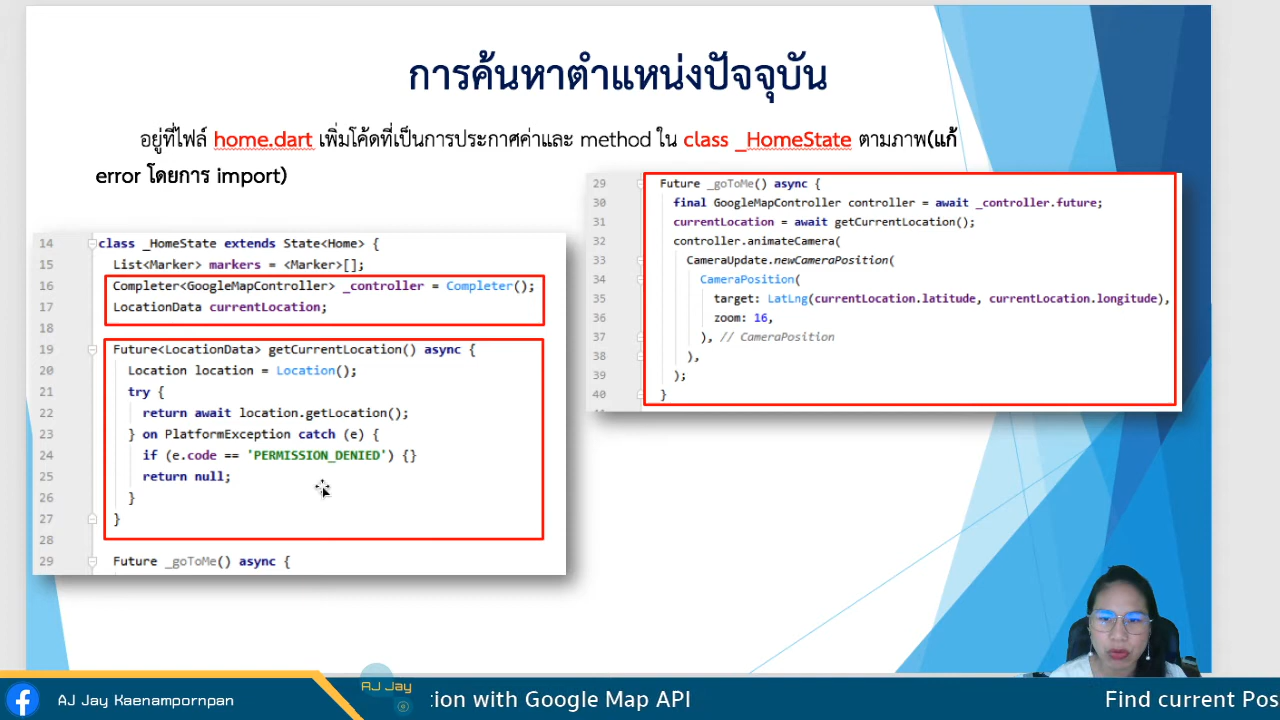 การค้นหาตำแหน่งปัจจุบัน
อยู่ที่ไฟล์ home.dart เพิ่มโค้ดที่เป็นการประกาศค่าและ method ใน class _HomeState ตามภาพ(แก้
error โดยการ import)
14 class _HomeState extends State<Home> {
15 List<Marker> markers = <Marker>[];
16 Completer<GoogleMapController> _controller = Completer();
17 LocationData currentLocation;
18
19 Future<LocationData> getCurrentLocation() async {
20 Location location = Location();
21 try {
22 return await location.getLocation();
23 } on PlatformException catch (e) {
24 if (e.code == 'PERMISSION_DENIED') {}
25 return null;
26 }
27 }
28
29 Future _goToMe() async {
29 Future _goToMe() async {
30 final GoogleMapController controller = await _controller.future;
31 currentLocation = await getCurrentLocation();
32 controller.animateCamera(
33 CameraUpdate.newCameraPosition(
34 CameraPosition(
35 target: LatLng(currentLocation.latitude, currentLocation.longitude),
36 zoom: 16,
37 ), // CameraPosition
38 ),
39 );
40 }
AJ Jay Kaenampornpan
AJ Jay
tion with Google Map API
Find current Pos